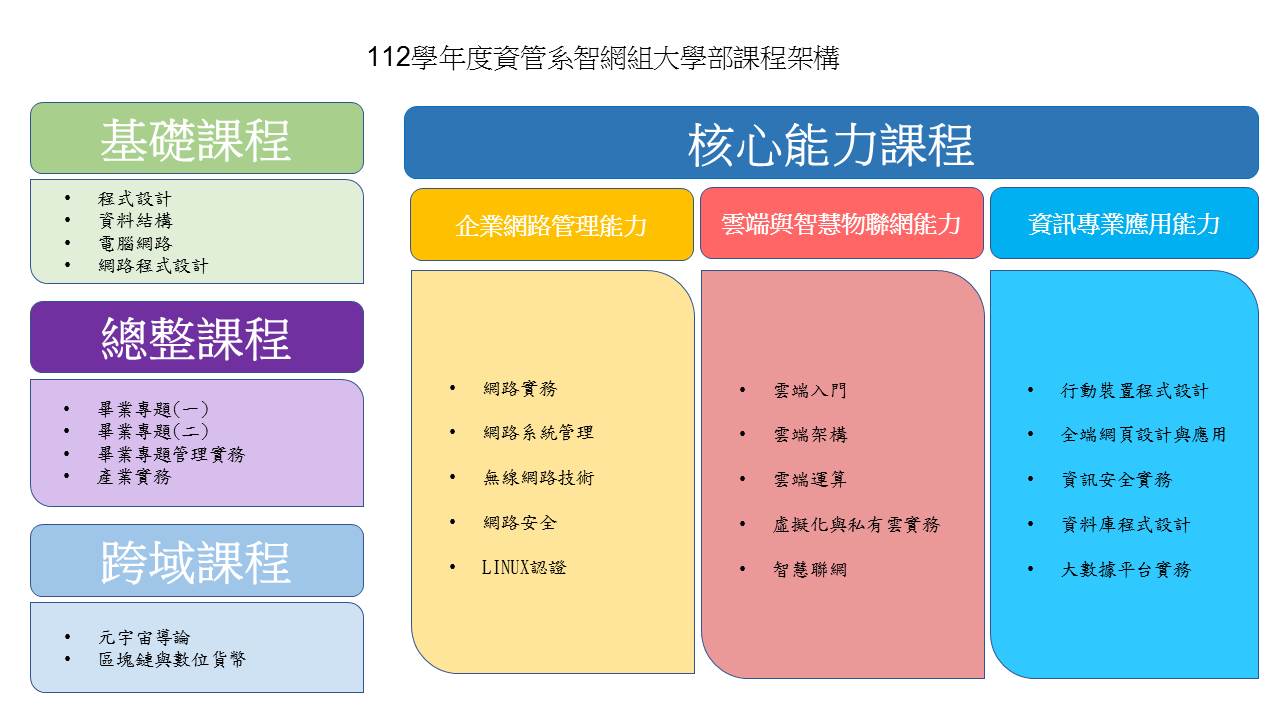 112學年度資管系智網組大學部課程架構
基礎課程
• 程式設計
• 資料結構
• 電腦網路
• 網路程式設計
總整課程
• 畢業專題(一)
• 畢業專題(二)
• 畢業專題管理實務
• 產業實務
跨域課程
• 元宇宙導論
• 區塊鏈與數位貨幣
核心能力課程
企業網路管理能力
• 網路實務
• 網路系統管理
• 無線網路技術
• 網路安全
• LINUX認證
雲端與智慧物聯網能力
• 雲端入門
• 雲端架構
• 雲端運算
• 虛擬化與私有雲實務
• 智慧聯網
資訊專業應用能力
• 行動裝置程式設計
• 全端網頁設計與應用
• 資訊安全實務
• 資料庫程式設計
• 大數據平台實務